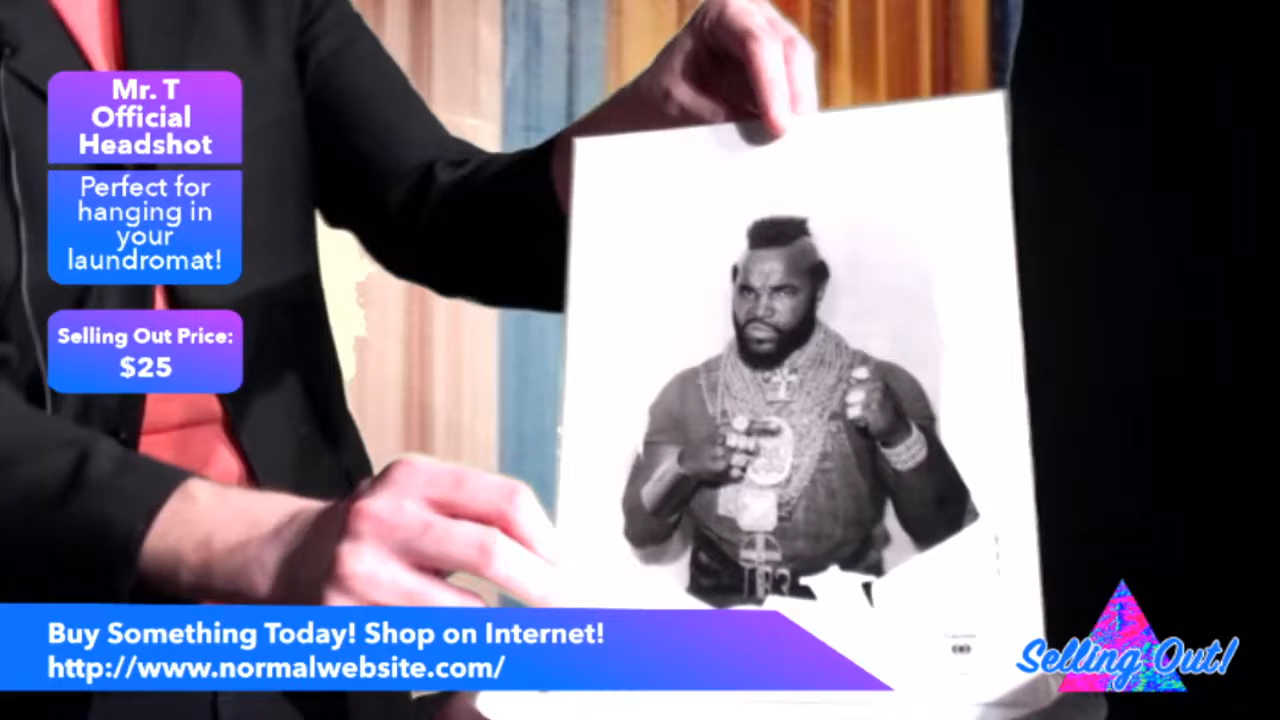 Mr. T
Official
Headshot
Perfect for
hanging in
your
laundromat!
Selling Out Price:
$25
Buy Something Today! Shop on Internet!
http://www.normalwebsite.com/
Selling Out!